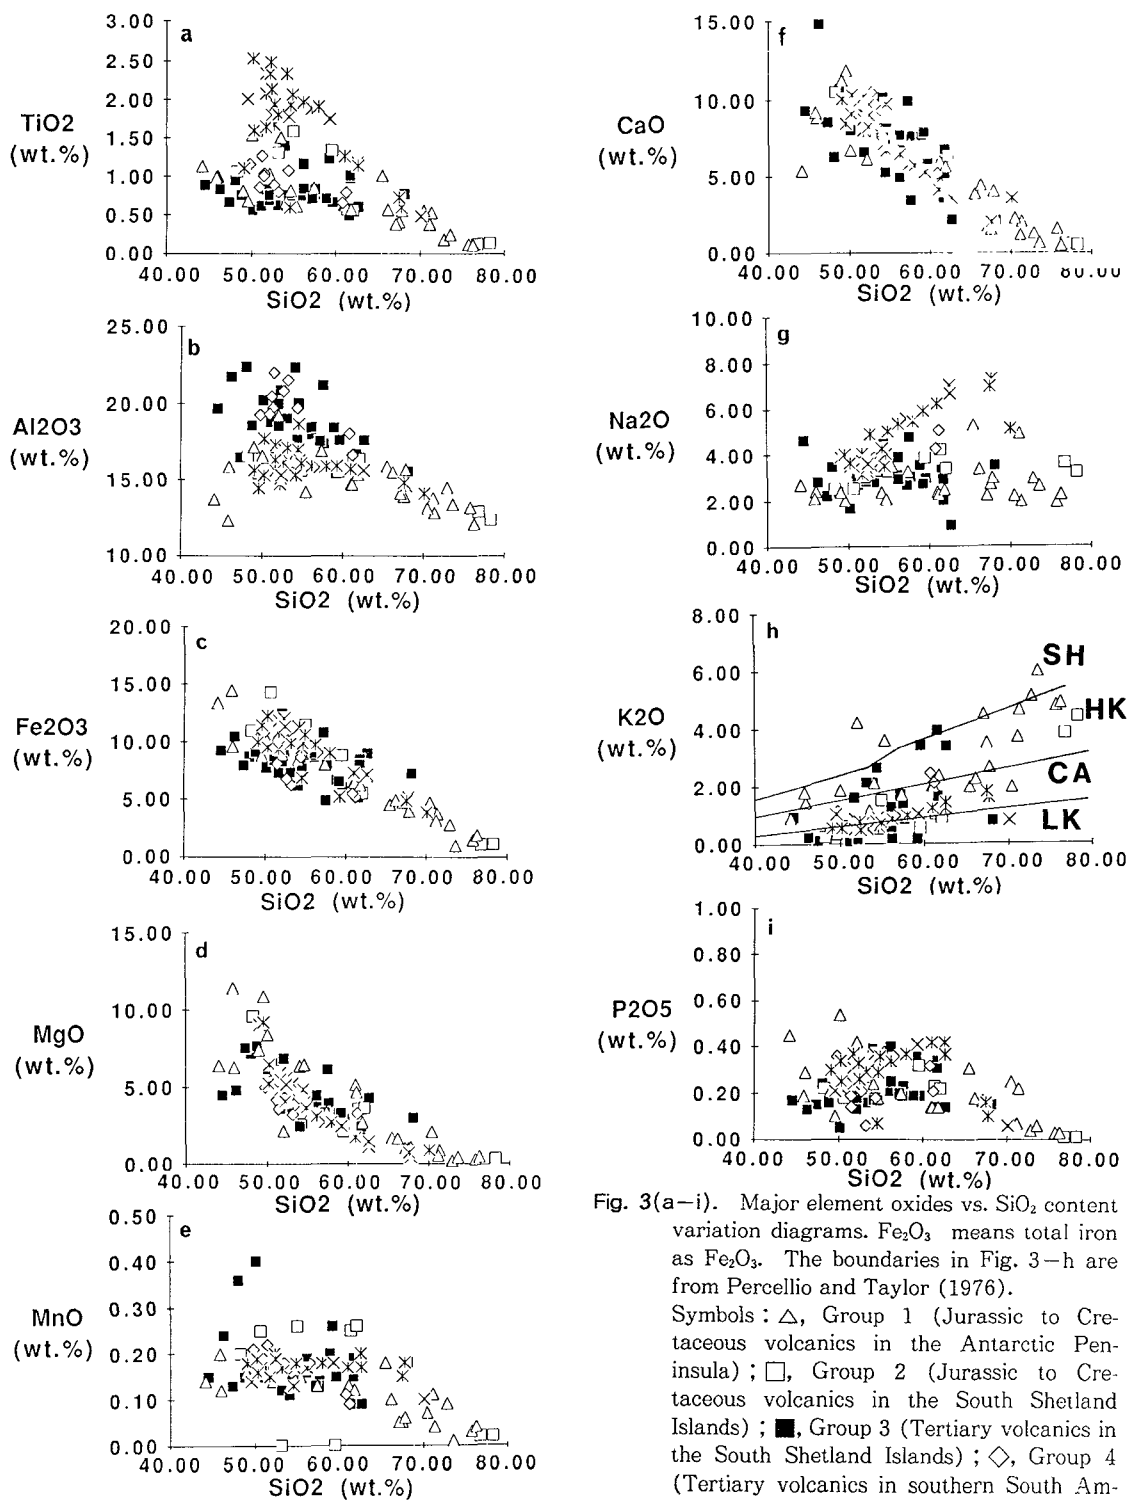 3.00
a
2.50
2.00
TiO2
(wt.%)
1.50
1.00
0.50
0.00
40.00 50.00 60.00 70.00 80.00
SiO2 (wt.%)
25.00
b
20.00
Al2O3
(wt.%)
15.00
10.00
40.00 50.00 60.00 70.00 80.00
SiO2 (wt.%)
20.00
c
15.00
Fe2O3
(wt.%)
10.00
5.00
0.00
40.00 50.00 60.00 70.00 80.00
SiO2 (wt.%)
15.00
d
10.00
MgO
(wt.%)
5.00
0.00
40.00 50.00 60.00 70.00 80.00
SiO2 (wt.%)
0.50
e
0.40
0.30
MnO
(wt.%)
0.20
0.10
0.00
40.00 50.00 60.00 70.00 80.00
SiO2 (wt.%)
15.00
f
10.00
CaO
(wt.%)
5.00
0.00
40.00 50.00 60.00 70.00 80.00
SiO2 (wt.%)
10.00
g
8.00
6.00
Na2O
(wt.%)
4.00
2.00
0.00
40.00 50.00 60.00 70.00 80.00
SiO2 (wt.%)
8.00
h
SH
6.00
HK
K2O
(wt.%)
4.00
CA
2.00
LK
0.00
40.00 50.00 60.00 70.00 80.00
SiO2 (wt.%)
1.00
i
0.80
0.60
P2O5
(wt.%)
0.40
0.20
0.00
40.00 50.00 60.00 70.00 80.00
SiO2 (wt.%)
Fig. 3(a–i). Major element oxides vs. SiO₂ content
variation diagrams. Fe₂O₃ means total iron
as Fe₂O₃. The boundaries in Fig. 3–h are
from Percellio and Taylor (1976).
Symbols : △, Group 1 (Jurassic to Cre-
taceous volcanics in the Antarctic Pen-
insula) ; □, Group 2 (Jurassic to Cre-
taceous volcanics in the South Shetland
Islands) ; ■, Group 3 (Tertiary volcanics in
the South Shetland Islands) ; ◇, Group 4
(Tertiary volcanics in southern South Am-